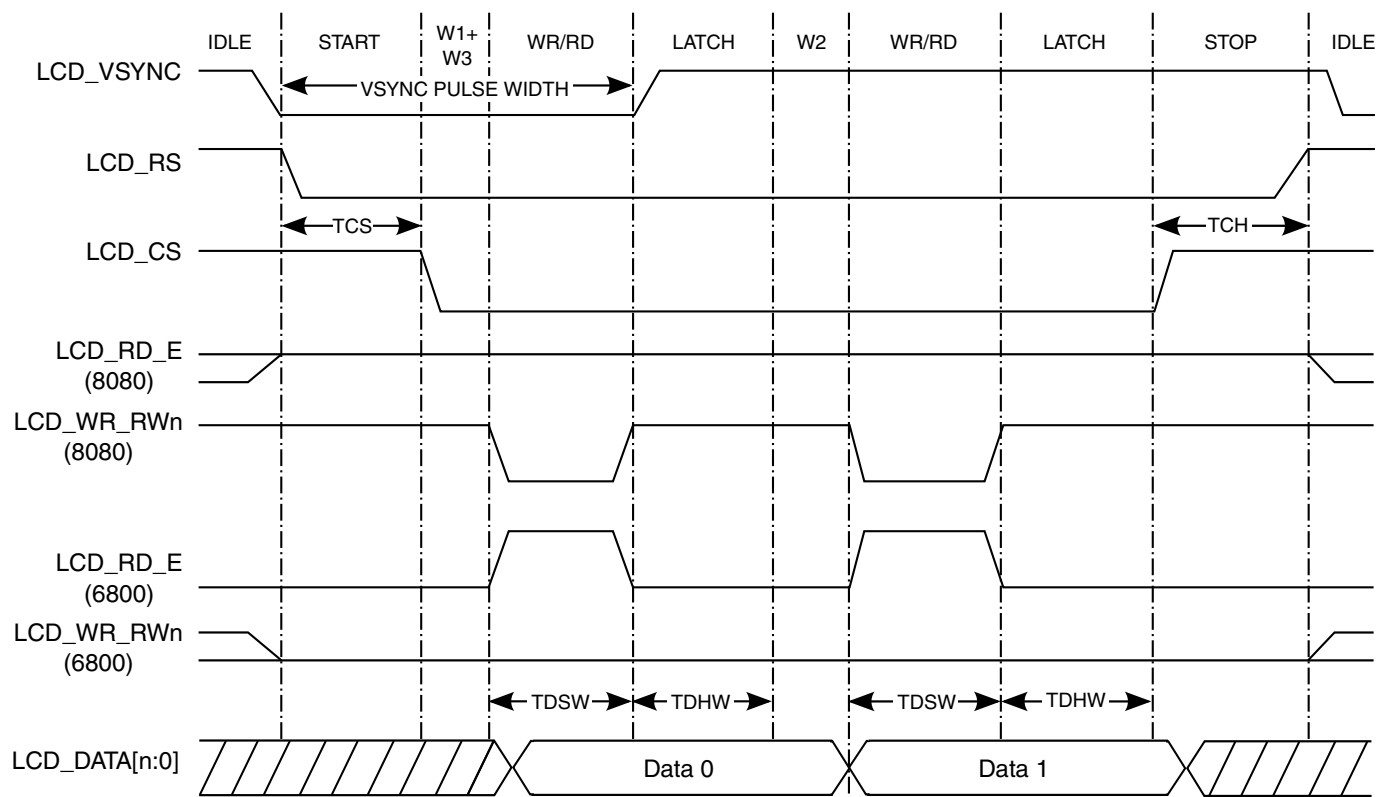 IDLE START W1+ WR/RD LATCH W2 WR/RD LATCH STOP IDLE
W3
LCD_VSYNC
VSYNC PULSE WIDTH
LCD_RS
TCS TCH
LCD_CS
LCD_RD_E
(8080)
LCD_WR_RWn
(8080)
LCD_RD_E
(6800)
LCD_WR_RWn
(6800)
TDSW TDHW TDSW TDHW
LCD_DATA[n:0] Data 0 Data 1